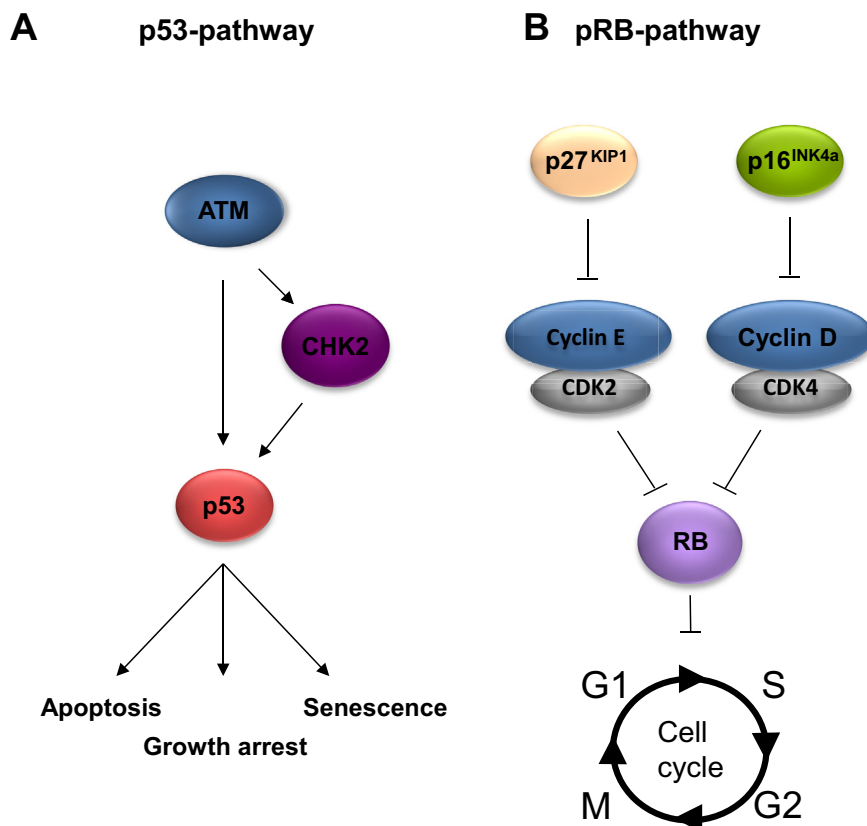 A p53-pathway
ATM
CHK2
p53
Apoptosis
Senescence
Growth arrest
B pRB-pathway
p27KIP1
p16INK4a
Cyclin E
CDK2
Cyclin D
CDK4
RB
G1
S
Cell
cycle
M
G2